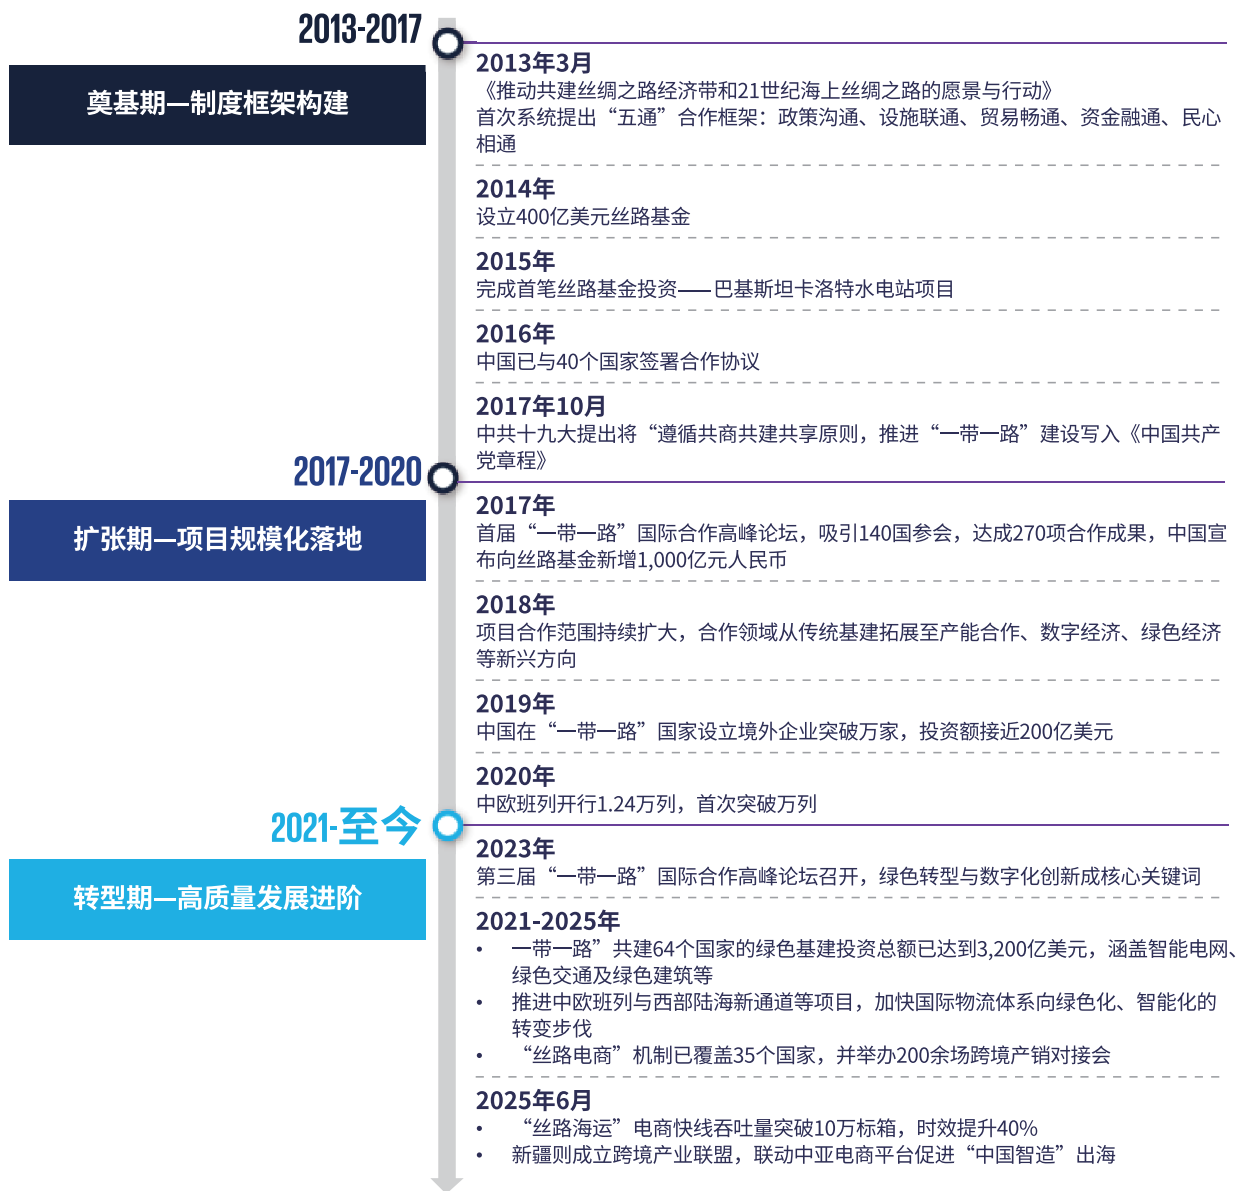 2013-2017
奠基期—制度框架构建
2013年3月
《推动共建丝绸之路经济带和21世纪海上丝绸之路的愿景与行动》
首次系统提出“五通”合作框架：政策沟通、设施联通、贸易畅通、资金融通、民心
相通
2014年
设立400亿美元丝路基金
2015年
完成首笔丝路基金投资——巴基斯坦卡洛特水电站项目
2016年
中国已与40个国家签署合作协议
2017年10月
中共十九大提出将“遵循共商共建共享原则，推进“一带一路”建设写入《中国共产
党章程》
2017-2020
扩张期—项目规模化落地
2017年
首届“一带一路”国际合作高峰论坛，吸引140国参会，达成270项合作成果，中国宣
布向丝路基金新增1,000亿元人民币
2018年
项目合作范围持续扩大，合作领域从传统基建拓展至产能合作、数字经济、绿色经济
等新兴方向
2019年
中国在“一带一路”国家设立境外企业突破万家，投资额接近200亿美元
2020年
中欧班列开行1.24万列，首次突破万列
2021-至今
转型期—高质量发展进阶
2023年
第三届“一带一路”国际合作高峰论坛召开，绿色转型与数字化创新成核心关键词
2021-2025年
• 一带一路”共建64个国家的绿色基建投资总额已达到3,200亿美元，涵盖智能电网、
绿色交通及绿色建筑等
• 推进中欧班列与西部陆海新通道等项目，加快国际物流体系向绿色化、智能化的
转变步伐
• “丝路电商”机制已覆盖35个国家，并举办200余场跨境产销对接会
2025年6月
• “丝路海运”电商快线吞吐量突破10万标箱，时效提升40%
• 新疆则成立跨境产业联盟，联动中亚电商平台促进“中国智造”出海